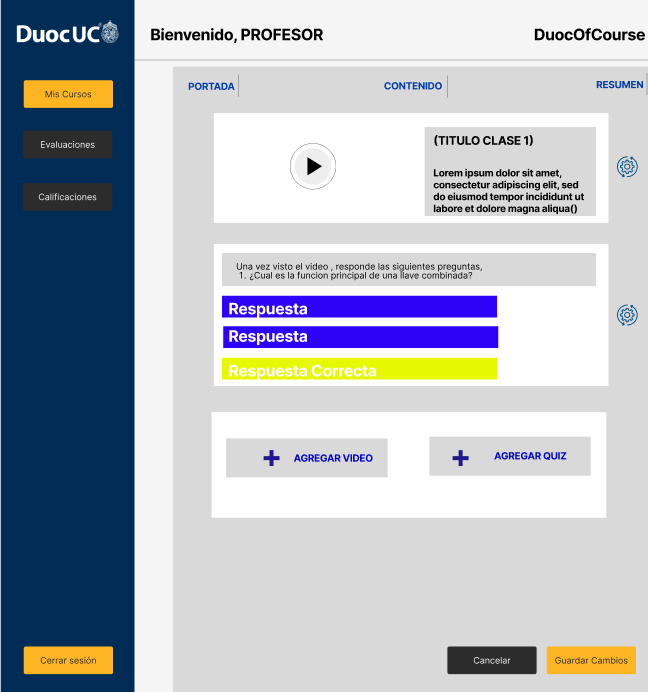 DuocUC
Bienvenido, PROFESOR
DuocOfCourse
Mis Cursos
Evaluaciones
Calificaciones
Cerrar sesión
PORTADA
CONTENIDO
RESUMEN
(TITULO CLASE 1)
Lorem ipsum dolor sit amet,
consectetur adipiscing elit, sed
do eiusmod tempor incididunt ut
labore et dolore magna aliqua()
Una vez visto el video , responde las siguientes preguntas,
1. ¿Cual es la funcion principal de una llave combinada?
Respuesta
Respuesta
Respuesta Correcta
AGREGAR VIDEO
AGREGAR QUIZ
Cancelar
Guardar Cambios